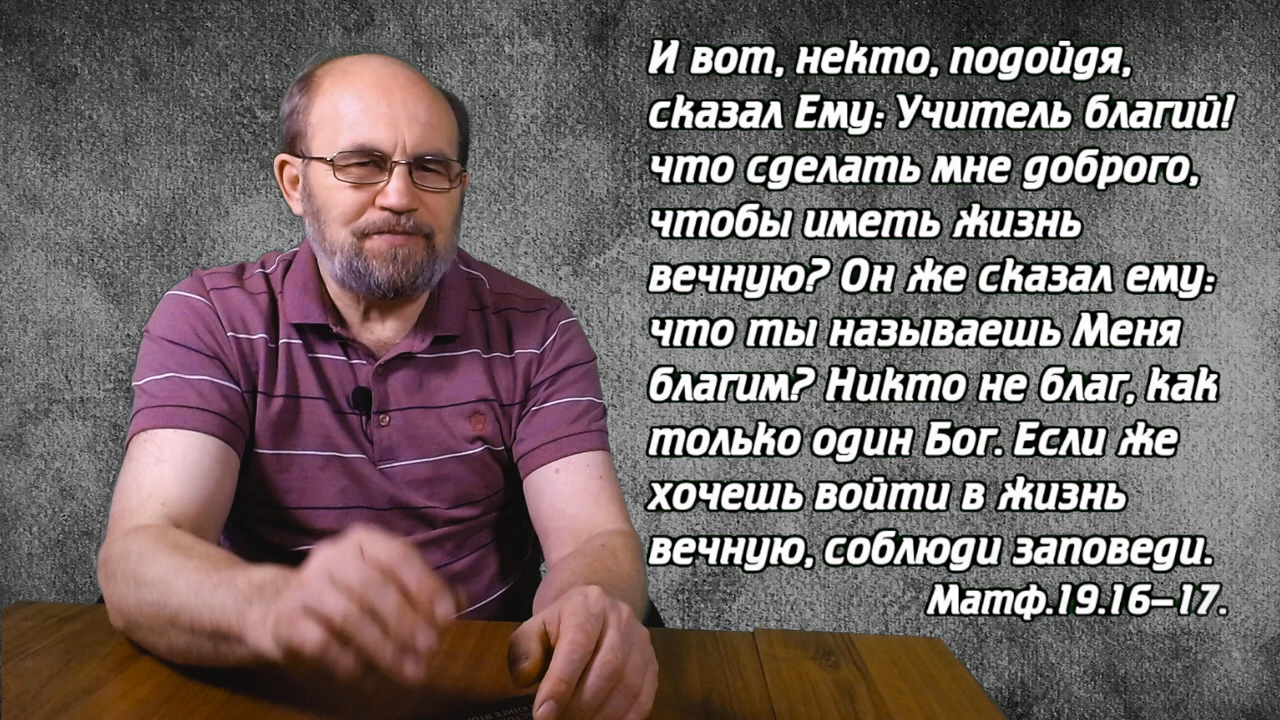 И вот, некто, подойдя,
сказал Ему: Учитель благий!
что сделать мне доброго,
чтобы иметь жизнь
вечную? Он же сказал ему:
что ты называешь Меня
благим? Никто не благ, как
только один Бог. Если же
хочешь войти в жизнь
вечную, соблюди заповеди.
Матф.19.16–17.